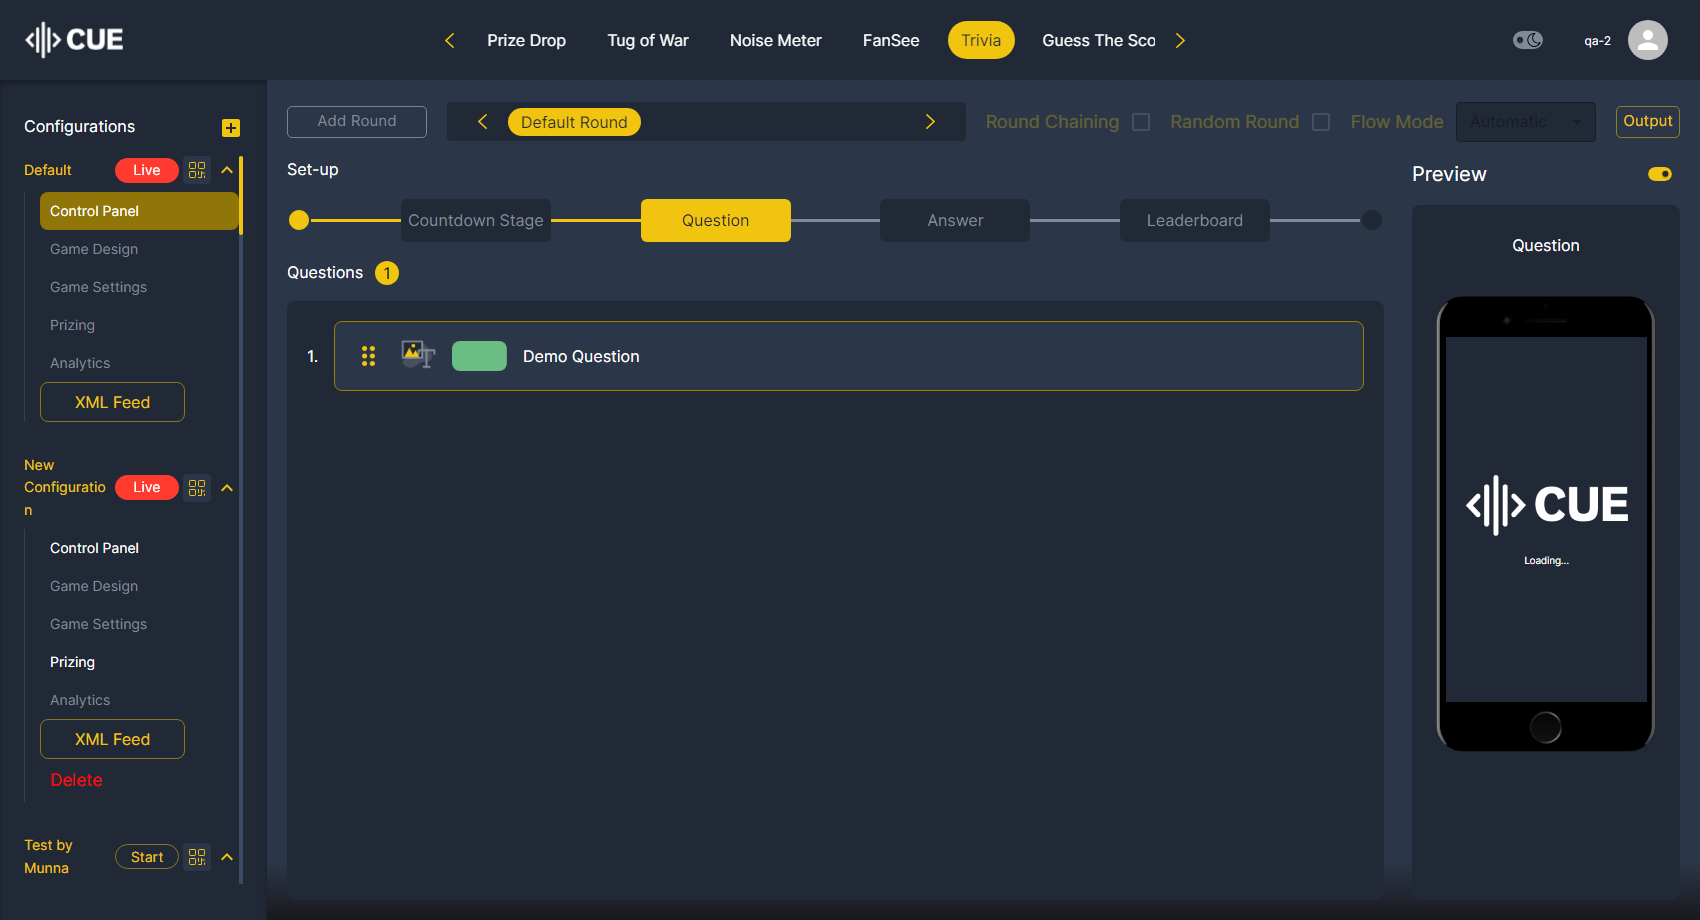 CUE
Prize Drop
Tug of War
Noise Meter
FanSee
Trivia
Guess The Sco
qa-2
Configurations
Default
Live
Control Panel
Game Design
Game Settings
Prizing
Analytics
XML Feed
New
Configuratio
n
Live
Control Panel
Game Design
Game Settings
Prizing
Analytics
XML Feed
Delete
Test by
Munna
Start
Add Round
Default Round
Round Chaining
Random Round
Flow Mode
Automatic
Output
Set-up
Countdown Stage
Question
Answer
Leaderboard
Questions 1
1.
Demo Question
Preview
Question
CUE
Loading...